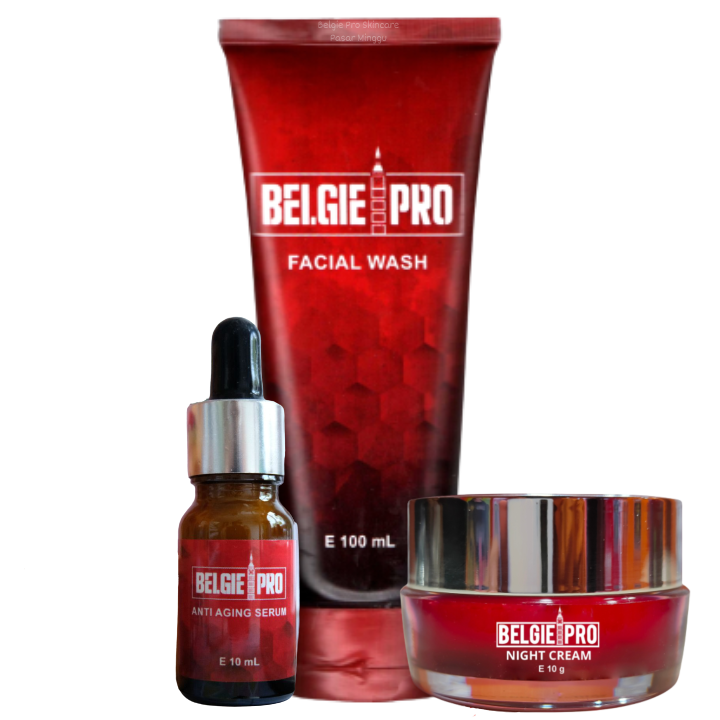 Belgie Pro Skincare
Pasar Minggu
BELGIE PRO
FACIAL WASH
E 100 mL
BELGIE PRO
ANTI AGING SERUM
E 10 mL
BELGIE PRO
NIGHT CREAM
E 10 g